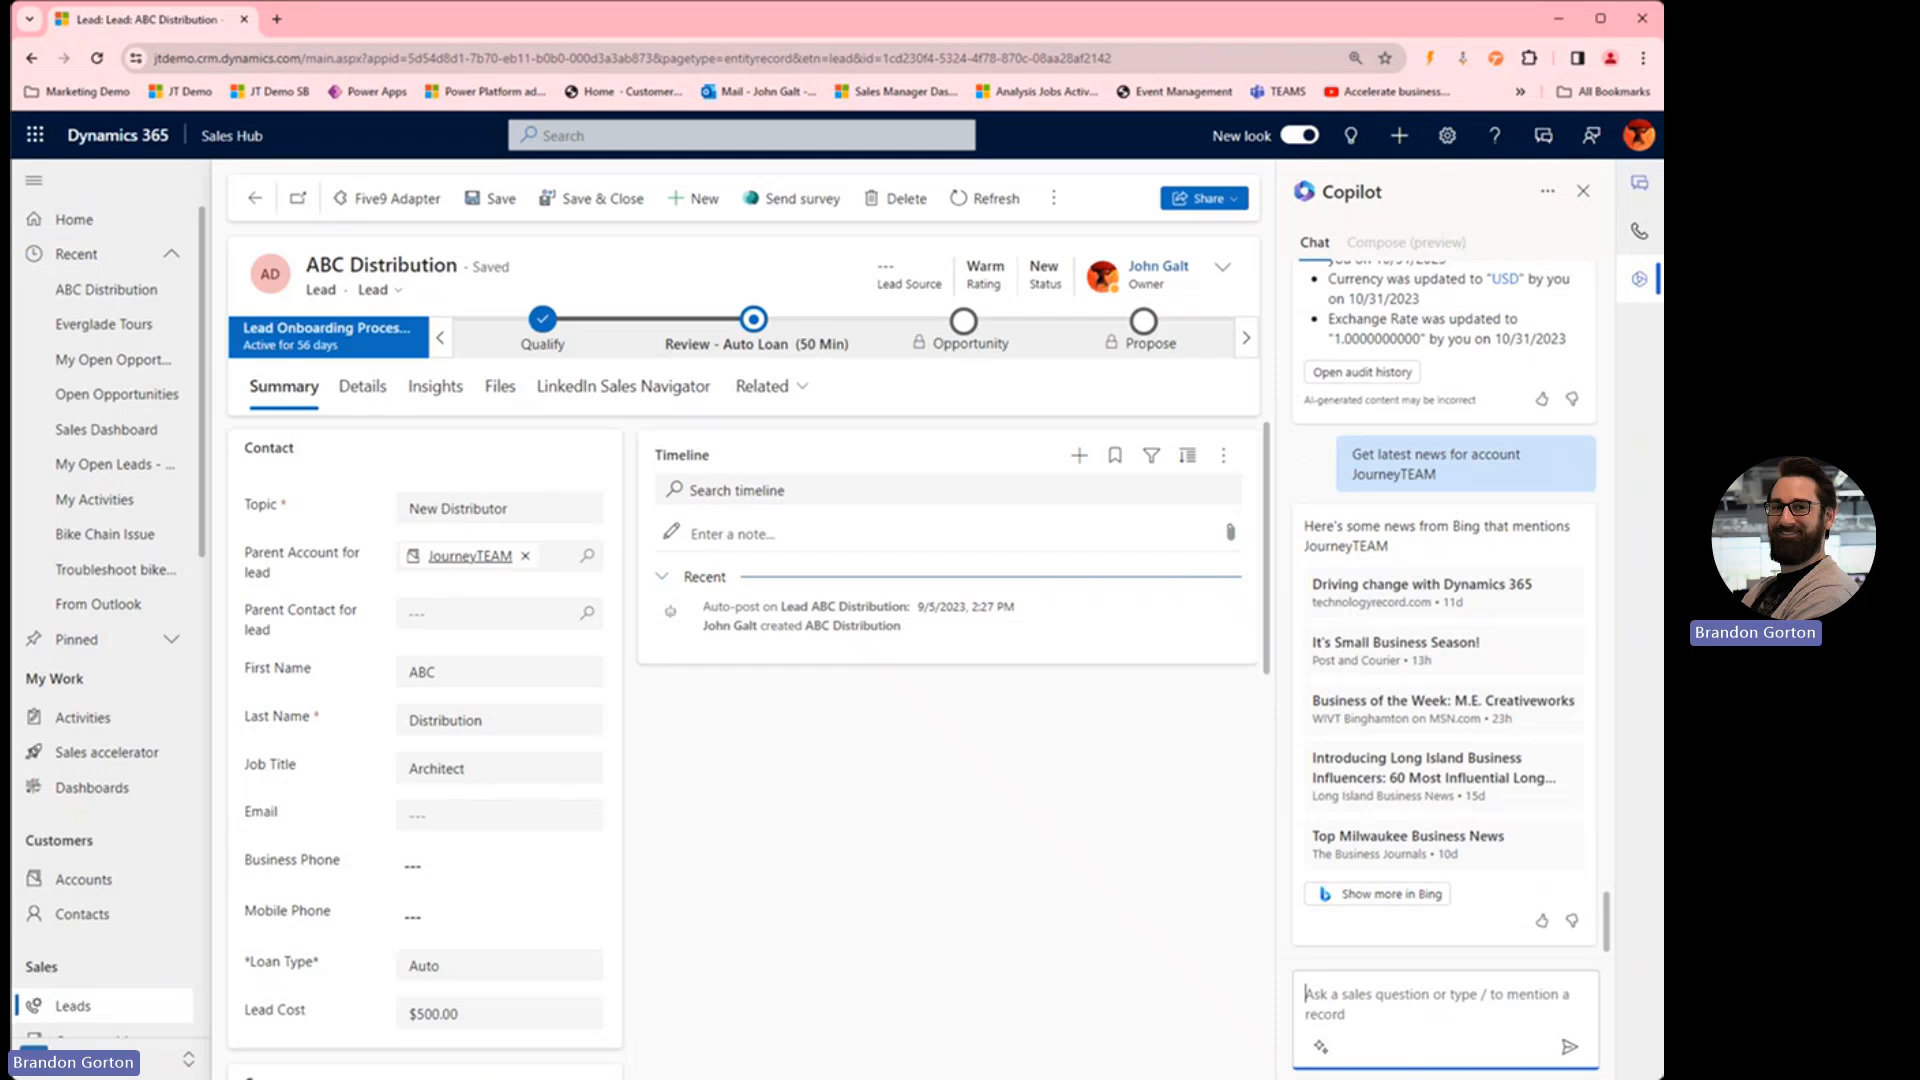 Lead: Lead: ABC Distribution -
jtdemo.crm.dynamics.com/main.aspx?appid=5d54d8d1-7b70-eb11-b0b0-000d3a3ab873&pagetype=entityrecord&etn=lead&id=1cd230f4-5324-4f78-870c-08aa28af2142
Marketing Demo JT Demo JT Demo SB Power Apps Power Platform ad... Home - Customer... Mail - John Galt -... Sales Manager Das... Analysis Jobs Activ... Event Management TEAMS Accelerate business... All Bookmarks
Dynamics 365 Sales Hub Search New look
Home
Recent
ABC Distribution
Everglade Tours
My Open Opport...
Open Opportunities
Sales Dashboard
My Open Leads - ...
My Activities
Bike Chain Issue
Troubleshoot bike...
From Outlook
Pinned
My Work
Activities
Sales accelerator
Dashboards
Customers
Accounts
Contacts
Sales
Leads
Brandon Gorton
Five9 Adapter Save Save & Close New Send survey Delete Refresh Share
AD
ABC Distribution - Saved
Lead · Lead
---
Lead Source
Warm
Rating
New
Status
John Galt
Owner
Lead Onboarding Proces...
Active for 56 days
Qualify
Review - Auto Loan (50 Min)
Opportunity
Propose
Summary Details Insights Files LinkedIn Sales Navigator Related
Contact
Topic * New Distributor
Parent Account for lead JourneyTEAM
Parent Contact for lead ---
First Name ABC
Last Name * Distribution
Job Title Architect
Email ---
Business Phone ---
Mobile Phone ---
*Loan Type* Auto
Lead Cost $500.00
Timeline
Search timeline
Enter a note...
Recent
Auto-post on Lead ABC Distribution: 9/5/2023, 2:27 PM
John Galt created ABC Distribution
Copilot
Chat Compose (preview)
you on 10/31/2023
Currency was updated to "USD" by you
on 10/31/2023
Exchange Rate was updated to
"1.0000000000" by you on 10/31/2023
Open audit history
AI-generated content may be incorrect
Get latest news for account
JourneyTEAM
Here's some news from Bing that mentions
JourneyTEAM
Driving change with Dynamics 365
technologyrecord.com • 11d
It's Small Business Season!
Post and Courier • 13h
Business of the Week: M.E. Creativeworks
WIVT Binghamton on MSN.com • 23h
Introducing Long Island Business
Influencers: 60 Most Influential Long...
Long Island Business News • 15d
Top Milwaukee Business News
The Business Journals • 10d
Show more in Bing
Ask a sales question or type / to mention a
record
Brandon Gorton